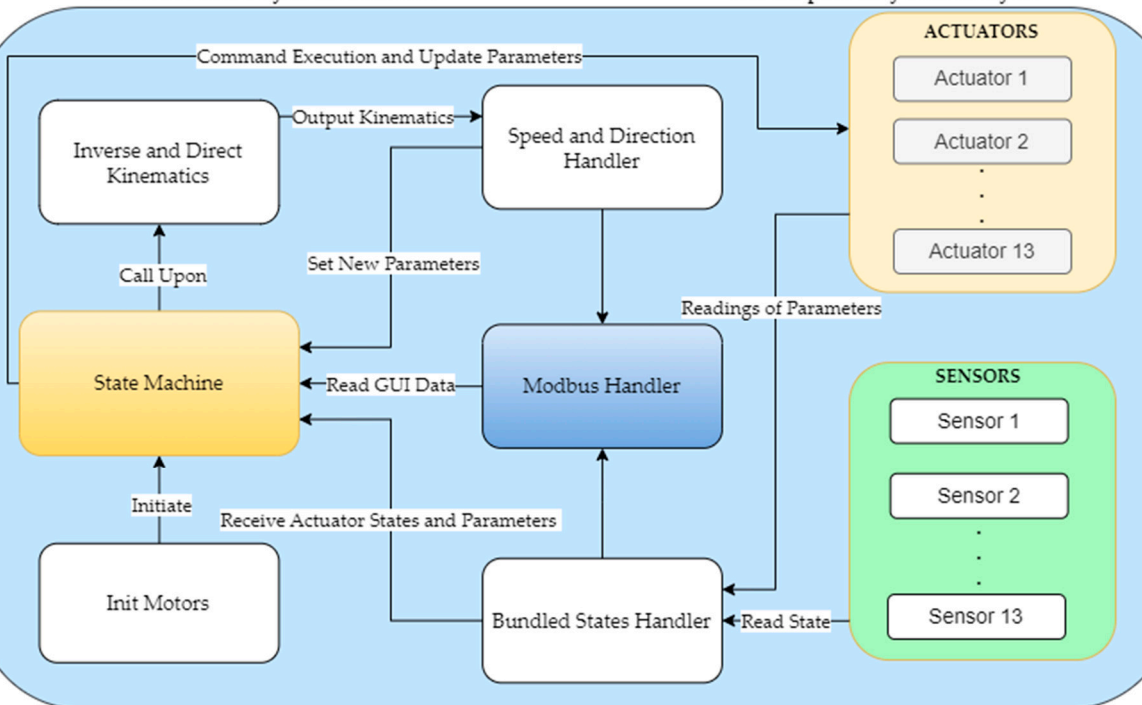 ACTUATORS
Command Execution and Update Parameters
Actuator 1
Output Kinematics
Inverse and Direct
Kinematics
Speed and Direction
Handler
Actuator 2
.
.
.
Actuator 13
Set New Parameters
Call Upon
Readings of Parameters
State Machine
Read GUI Data
Modbus Handler
SENSORS
Sensor 1
Sensor 2
.
.
.
Initiate
Receive Actuator States and Parameters
Init Motors
Bundled States Handler
Read State
Sensor 13